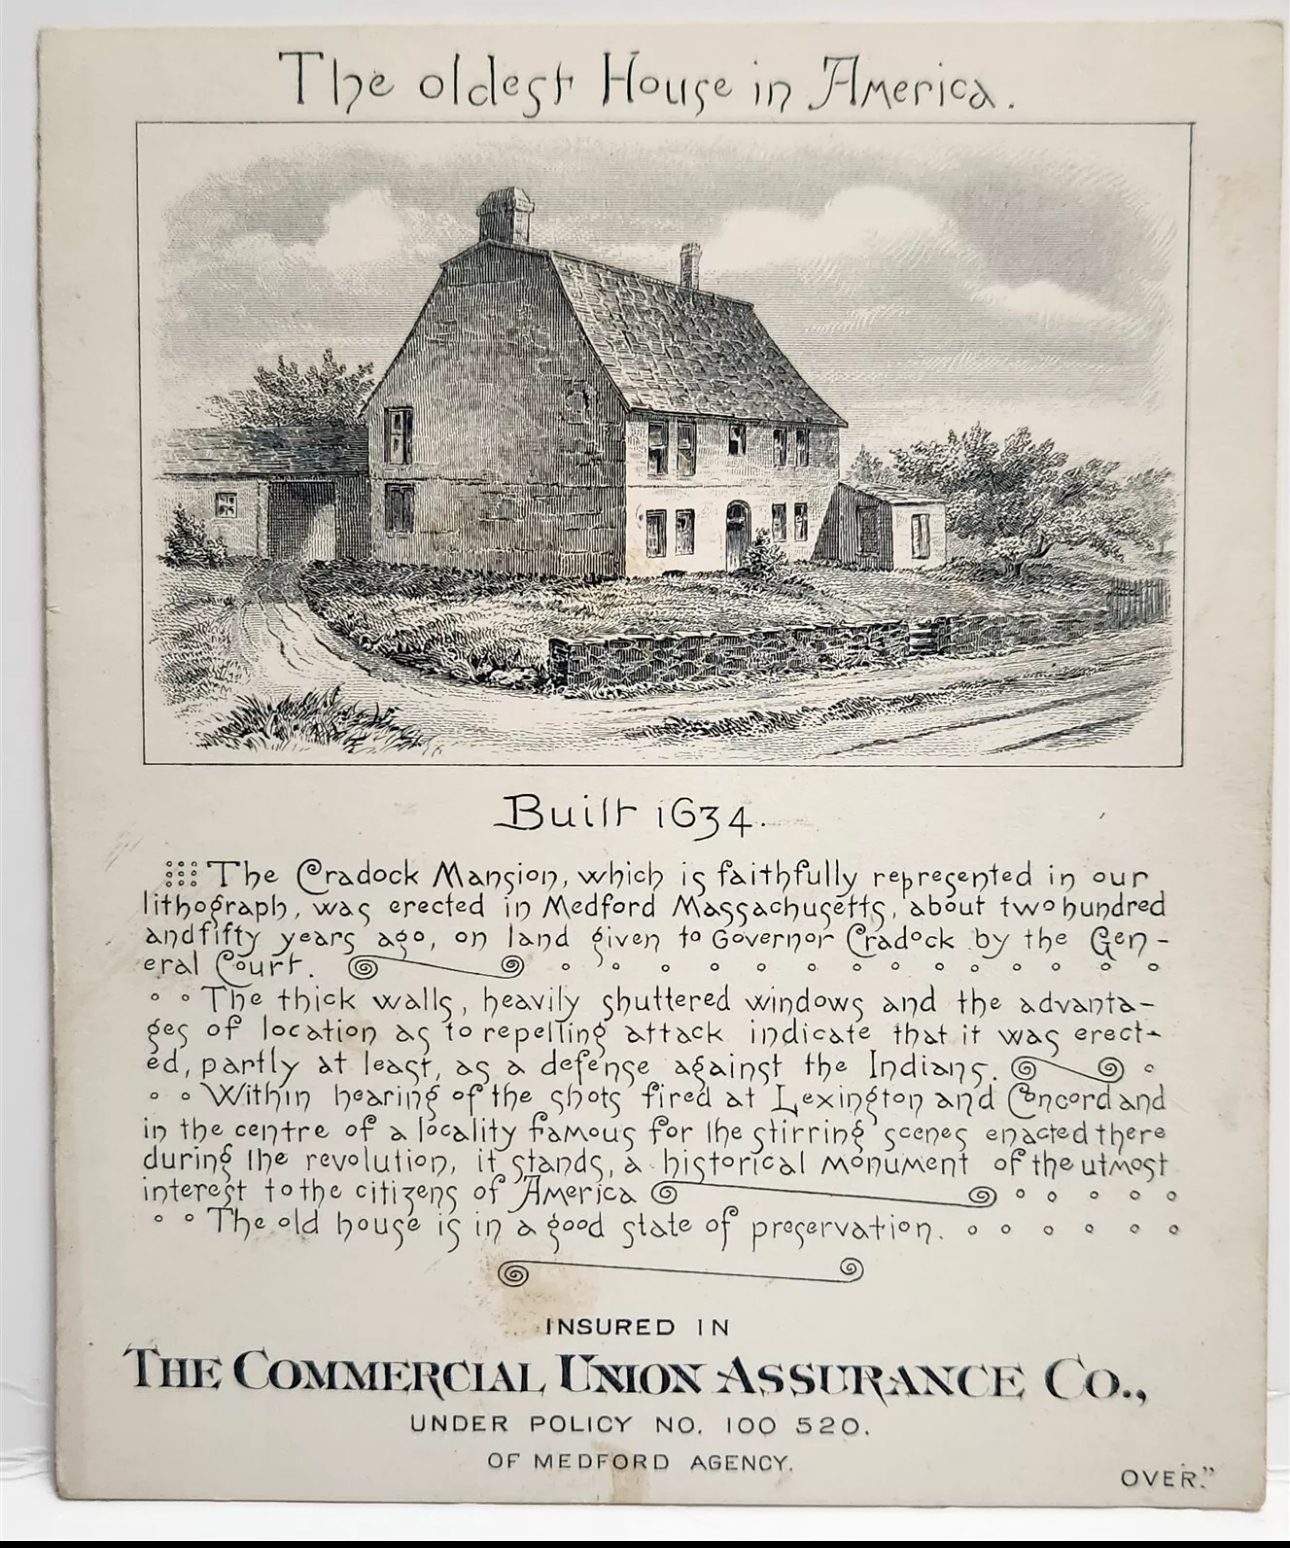 The oldest House in America.
Built 1634.
The Cradock Mansion, which is faithfully represented in our
lithograph, was erected in Medford Massachusetts, about two hundred
and fifty years ago, on land given to Governor Cradock by the Gen-
eral Court.
The thick walls, heavily shuttered windows and the advanta-
ges of location as to repelling attack indicate that it was erect-
ed, partly at least, as a defense against the Indians.
Within hearing of the shots fired at Lexington and Concord and
in the centre of a locality famous for the stirring scenes enacted there
during the revolution, it stands, a historical monument of the utmost
interest to the citizens of America
The old house is in a good state of preservation.
INSURED IN
THE COMMERCIAL UNION ASSURANCE CO.,
UNDER POLICY NO. 100 520.
OF MEDFORD AGENCY.
OVER."